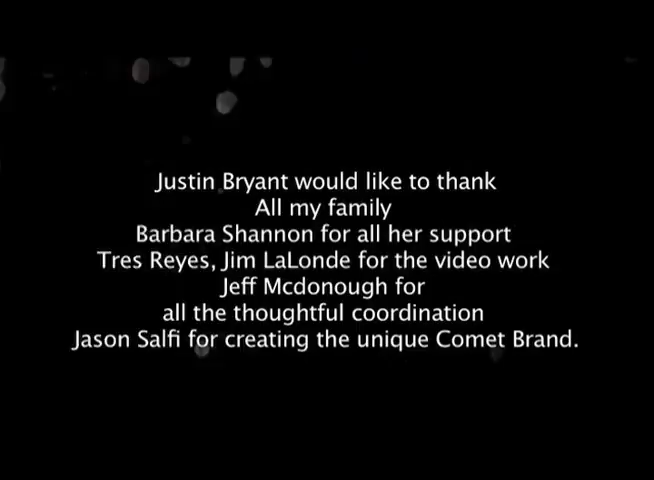 Justin Bryant would like to thank
All my family
Barbara Shannon for all her support
Tres Reyes, Jim LaLonde for the video work
Jeff Mcdonough for
all the thoughtful coordination
Jason Salfi for creating the unique Comet Brand.